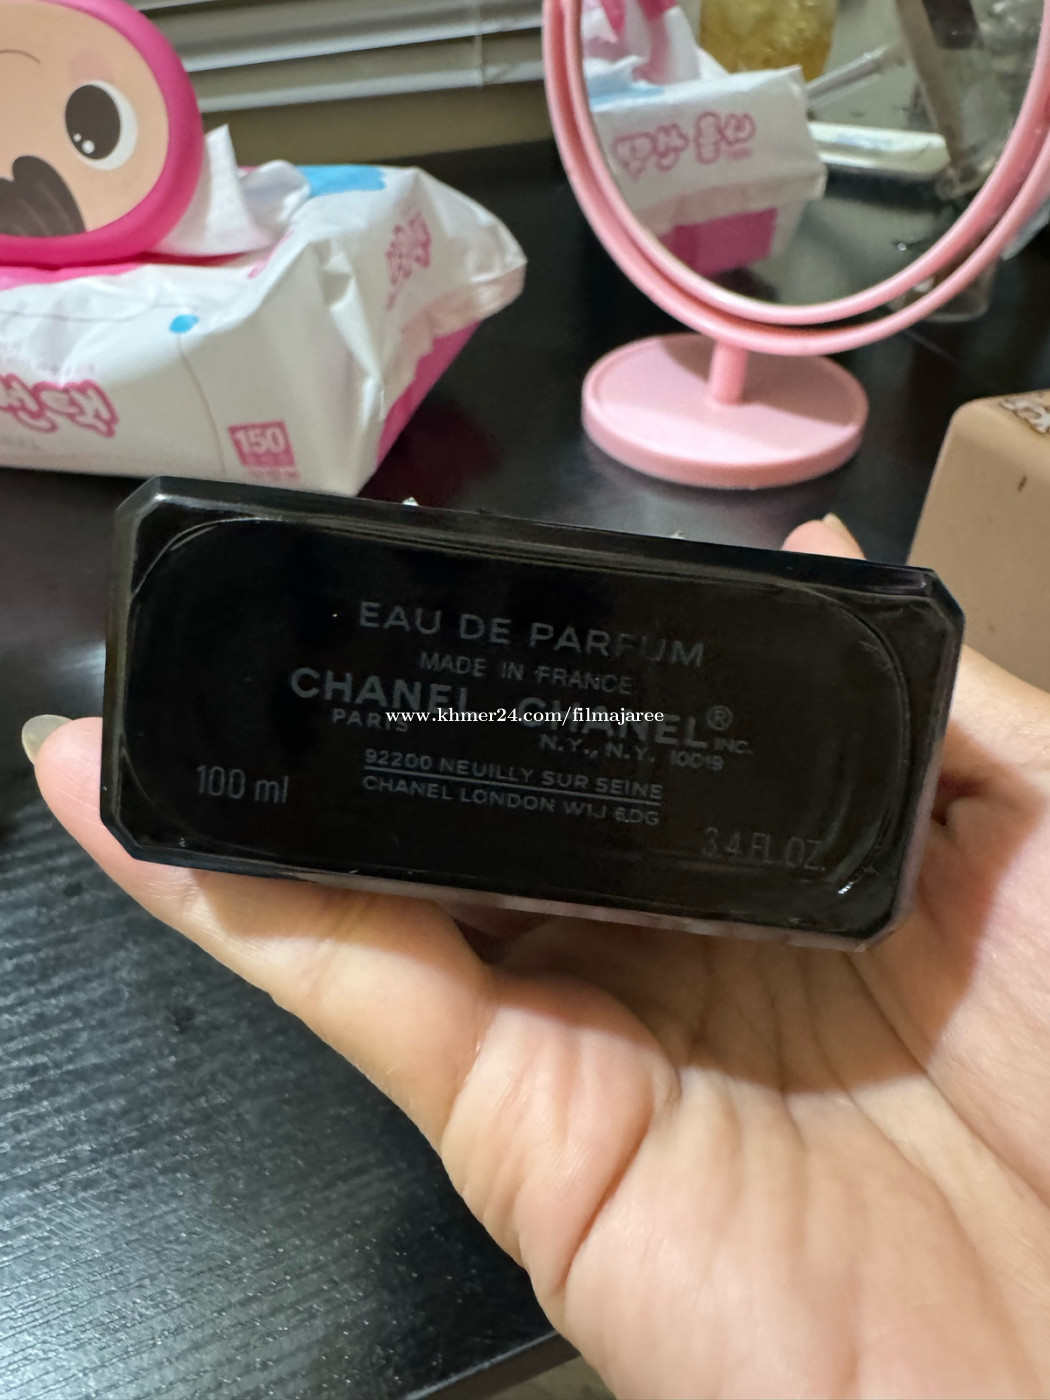 150
EAU DE PARFUM
MADE IN FRANCE
CHANEL CHANEL® INC.
PARIS N.Y., N.Y. 10019
www.khmer24.com/filmajaree
92200 NEUILLY SUR SEINE
CHANEL LONDON W1J 6DG
100 ml
3.4 FL. OZ.